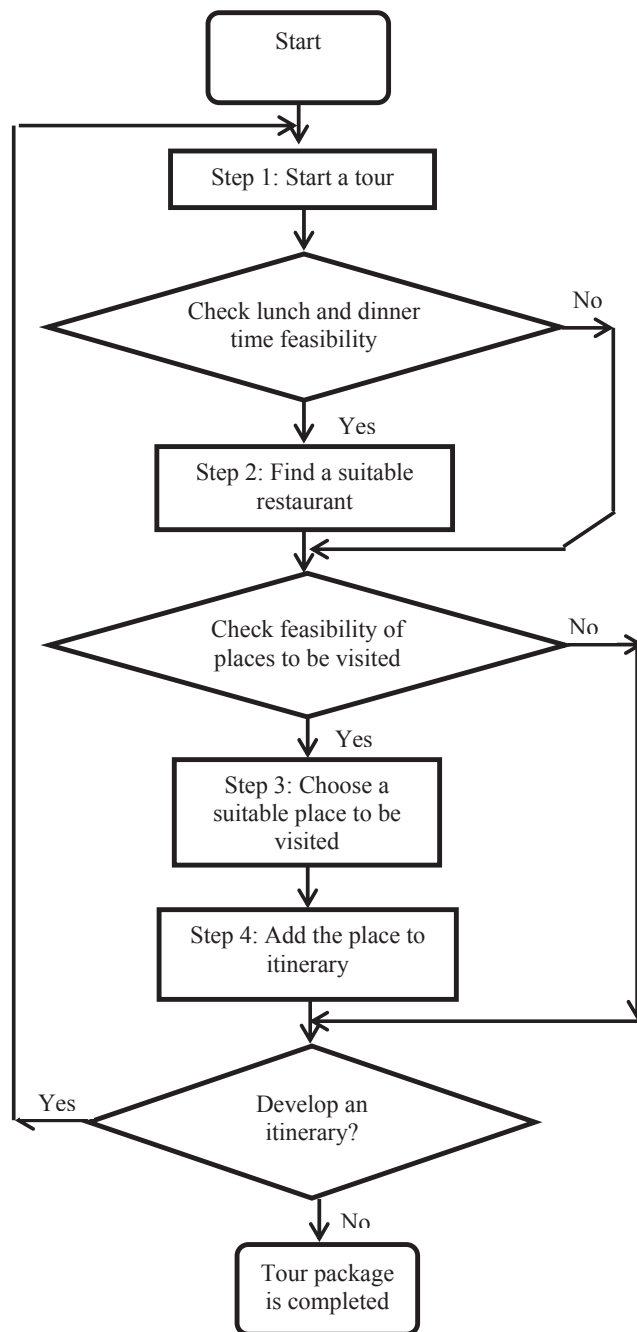 Start
Step 1: Start a tour
Check lunch and dinner
time feasibility
No
Yes
Step 2: Find a suitable
restaurant
Check feasibility of
places to be visited
No
Yes
Step 3: Choose a
suitable place to be
visited
Step 4: Add the place to
itinerary
Yes
Develop an
itinerary?
No
Tour package
is completed